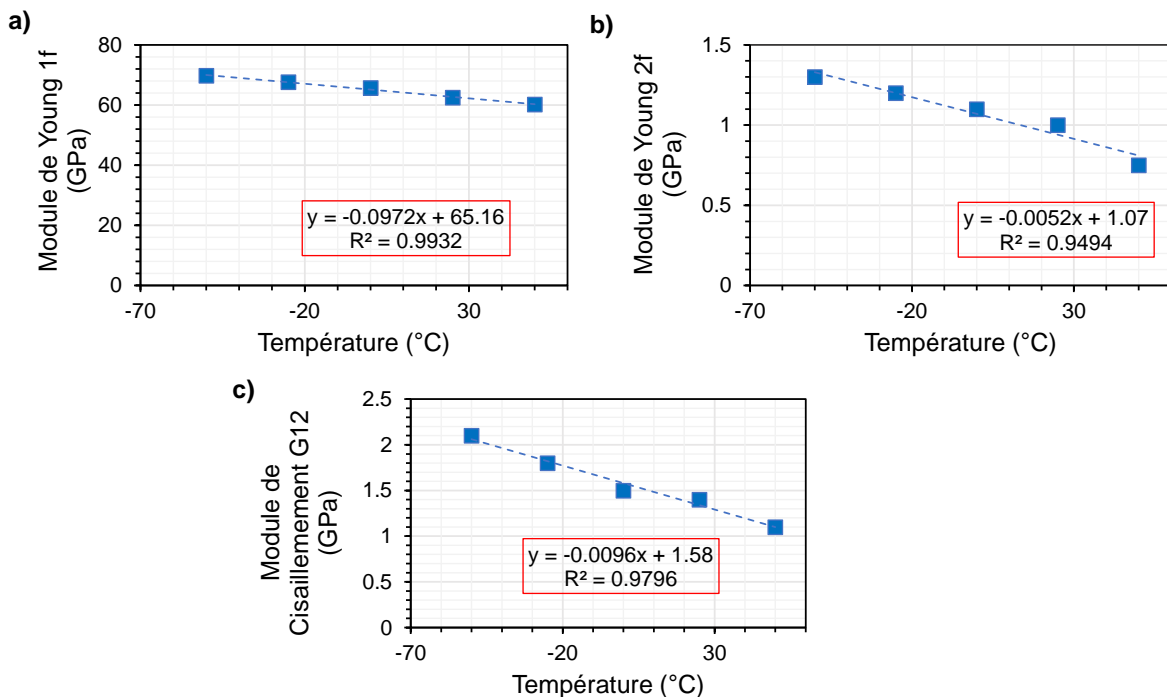 a)
Module de Young 1f
(GPa)
80
60
40
20
0
y = -0.0972x + 65.16
R² = 0.9932
-70
-20
30
Température (°C)
b)
Module de Young 2f
(GPa)
1.5
1
0.5
0
y = -0.0052x + 1.07
R² = 0.9494
-70
-20
30
Température (°C)
c)
Module de
Cisaillemement G12
(GPa)
2.5
2
1.5
1
0.5
0
y = -0.0096x + 1.58
R² = 0.9796
-70
-20
30
Température (°C)